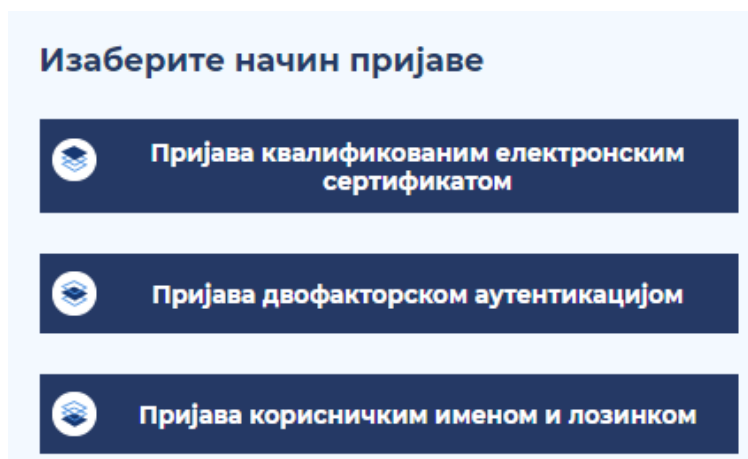 Изаберите начин пријаве
Пријава квалификованим електронским
сертификатом
Пријава двофакторском аутентикацијом
Пријава корисничким именом и лозинком